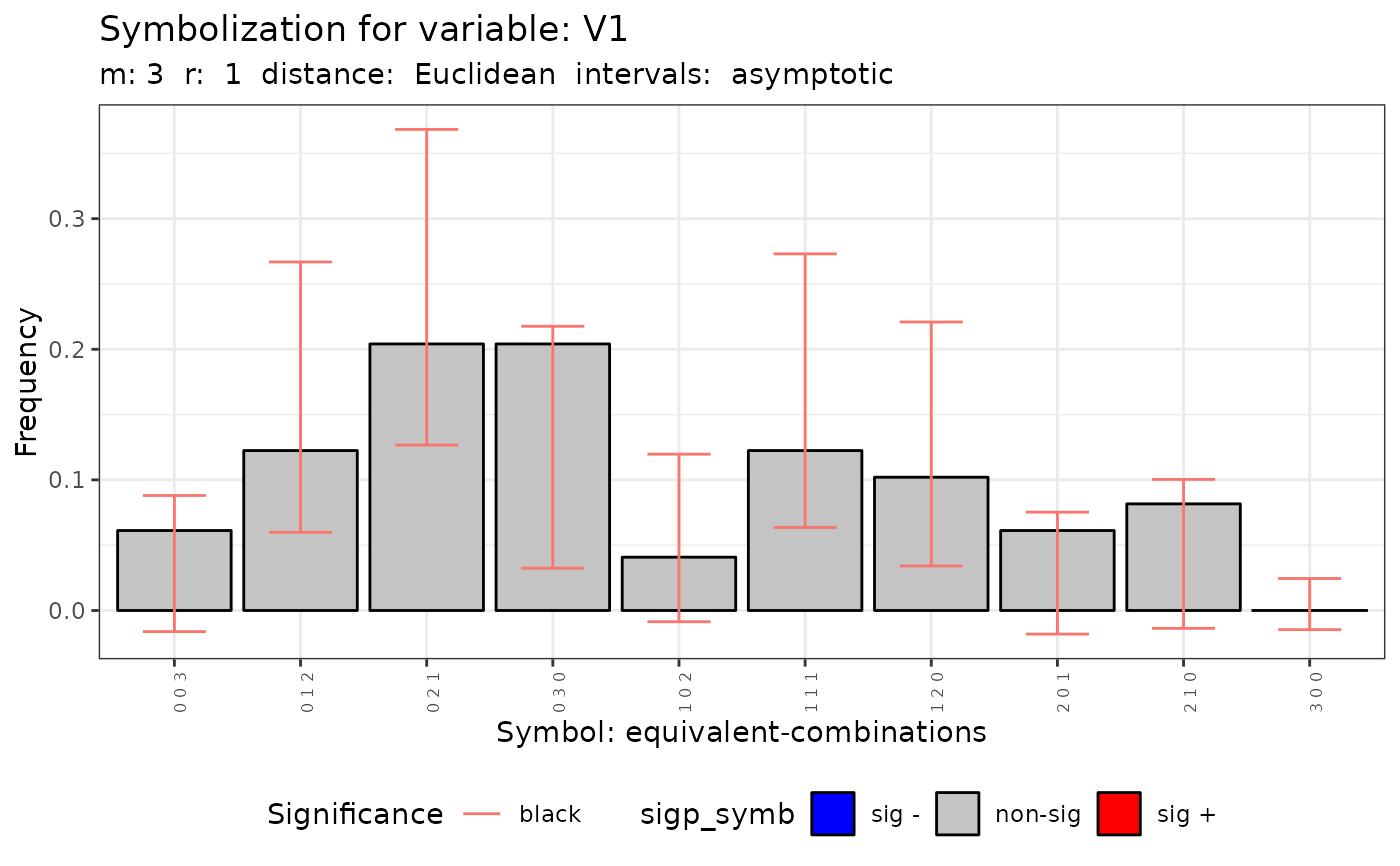 Symbolization for variable: V1
m: 3 r: 1 distance: Euclidean intervals: asymptotic
Frequency
0.3
0.2
0.1
0.0
0 0 3
0 1 2
0 2 1
0 3 0
1 0 2
1 1 1
1 2 0
2 0 1
2 1 0
3 0 0
Symbol: equivalent-combinations
Significance black sigp_symb sig - non-sig sig +